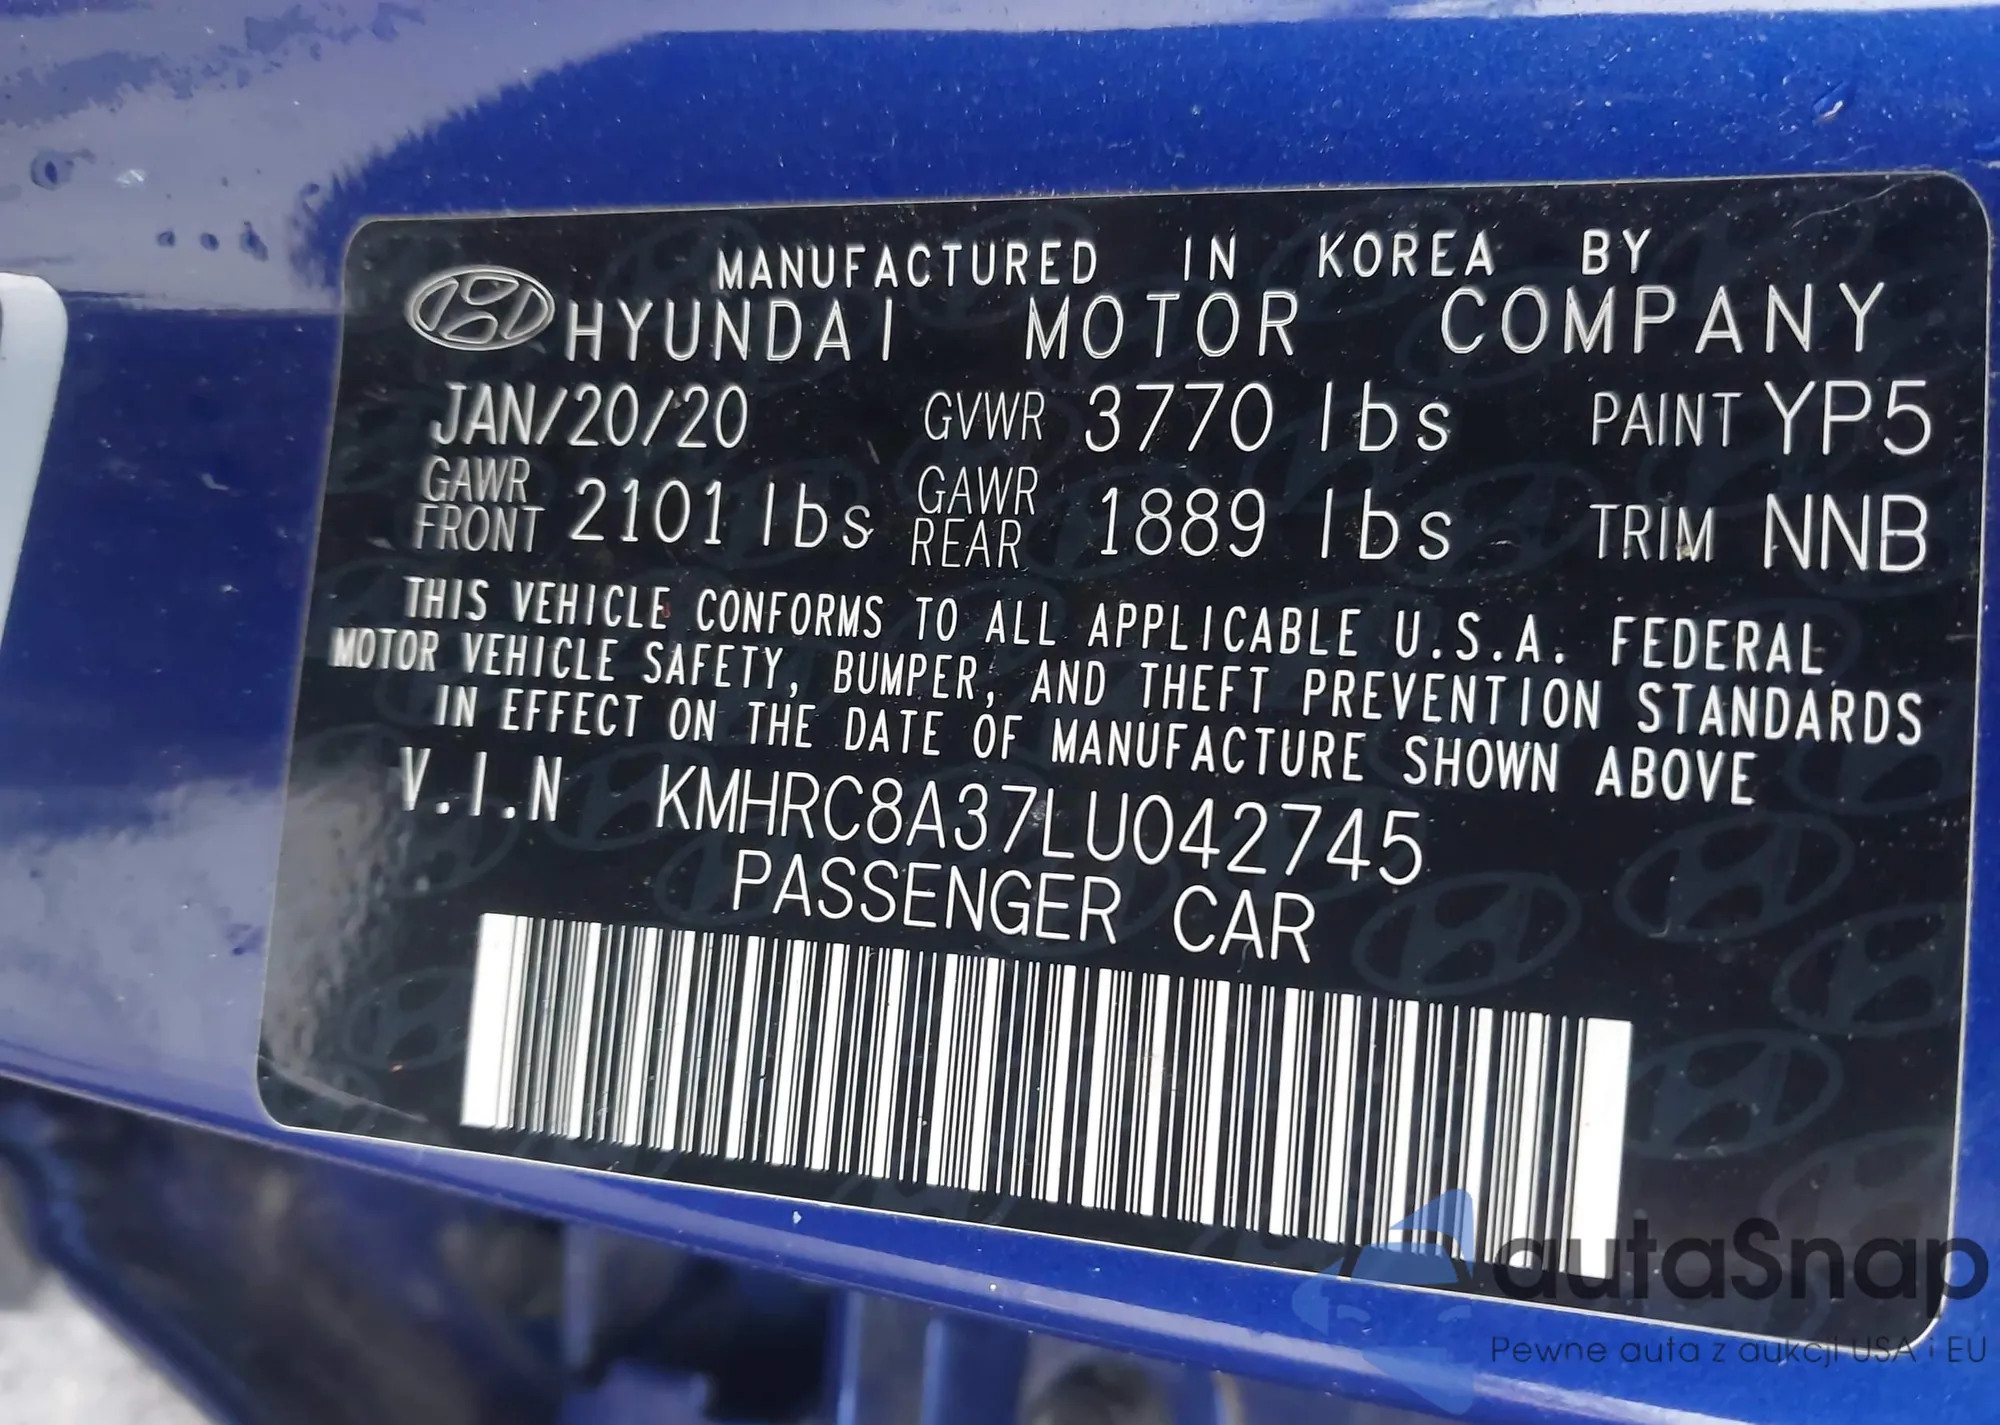 MANUFACTURED IN KOREA BY
HYUNDAI MOTOR COMPANY
JAN/20/20 GVWR 3770 lbs PAINT YP5
GAWR FRONT 2101 lbs GAWR REAR 1889 lbs TRIM NNB
THIS VEHICLE CONFORMS TO ALL APPLICABLE U.S.A. FEDERAL
MOTOR VEHICLE SAFETY, BUMPER, AND THEFT PREVENTION STANDARDS
IN EFFECT ON THE DATE OF MANUFACTURE SHOWN ABOVE
V.I.N KMHRC8A37LU042745
PASSENGER CAR
autaSnap
Pewne auta z aukcji USA i EU